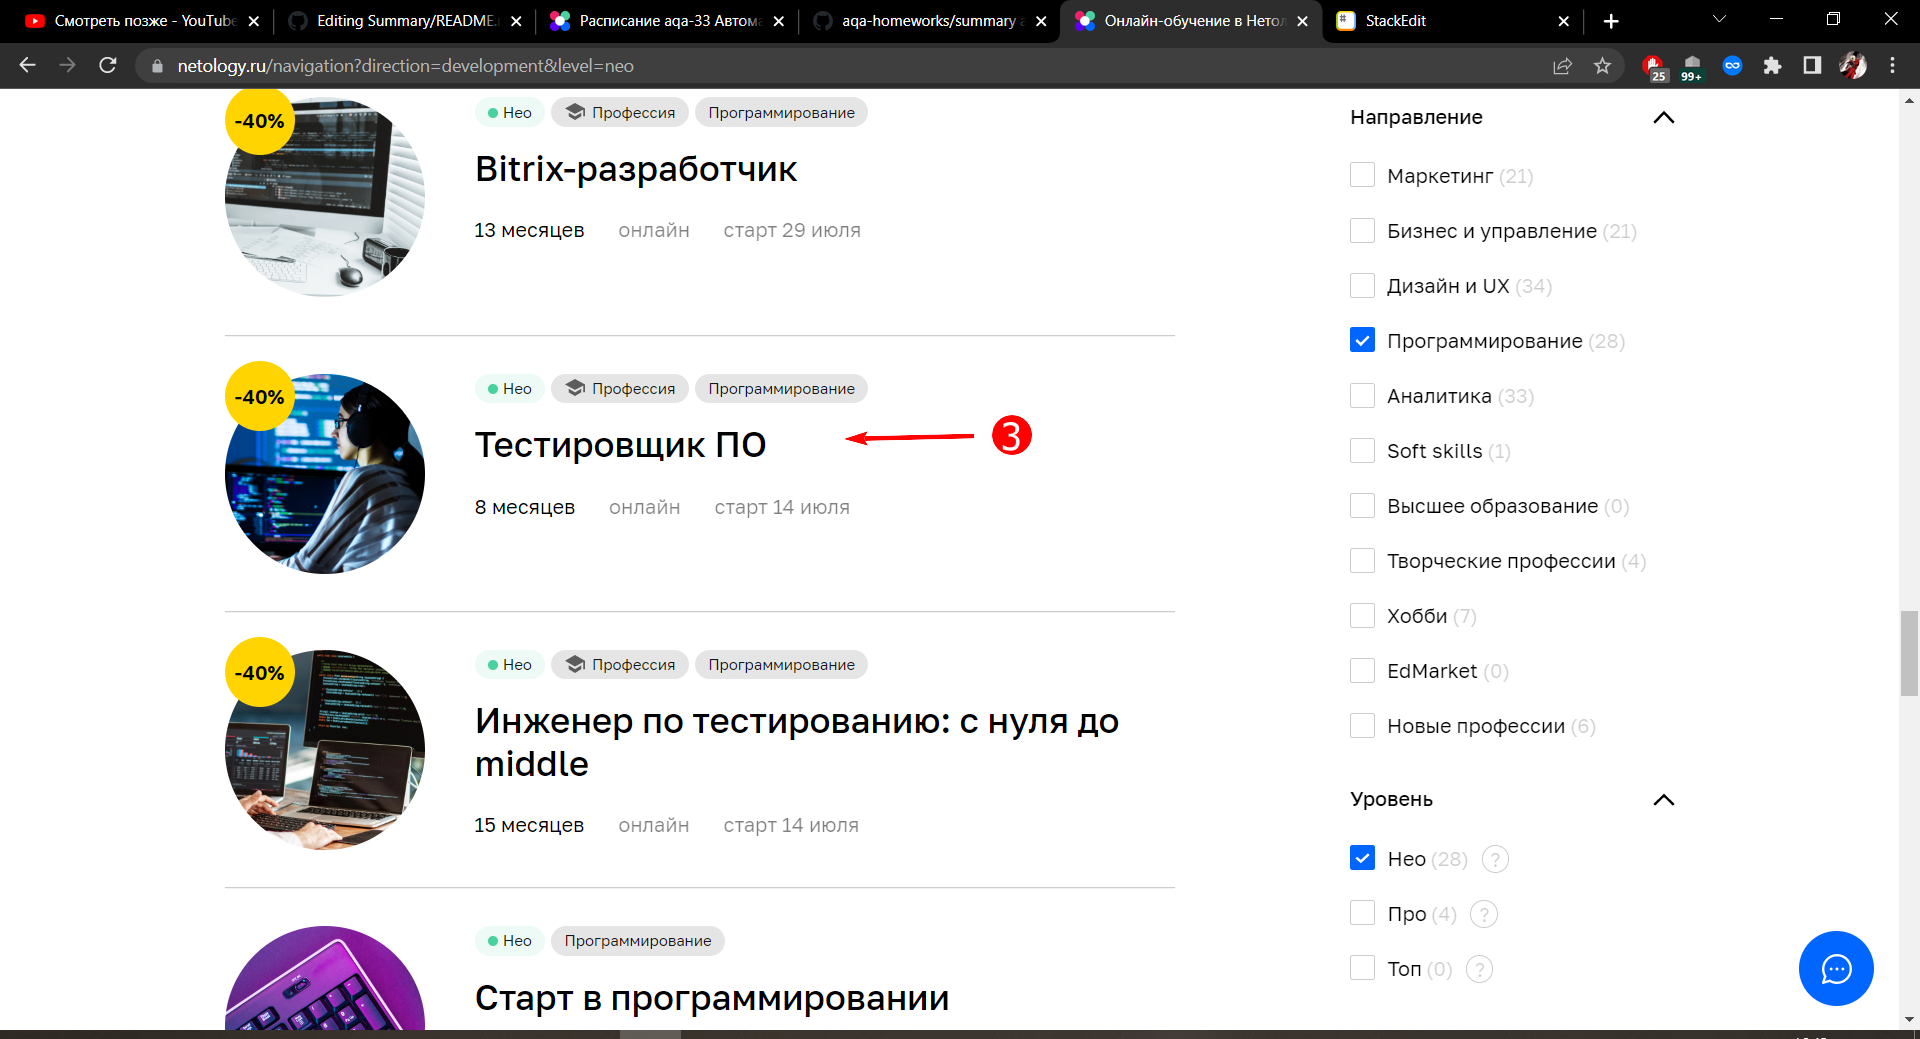 Смотреть позже - YouTube
Editing Summary/README.
Расписание aqa-33 Автома
aqa-homeworks/summary a
Онлайн-обучение в Нетол
StackEdit
netology.ru/navigation?direction=development&level=neo
25
99+
-40%
Нео
Профессия
Программирование
Bitrix-разработчик
13 месяцев онлайн старт 29 июля
-40%
Нео
Профессия
Программирование
Тестировщик ПО
3
8 месяцев онлайн старт 14 июля
-40%
Нео
Профессия
Программирование
Инженер по тестированию: с нуля до
middle
15 месяцев онлайн старт 14 июля
Нео
Программирование
Старт в программировании
Направление
Маркетинг (21)
Бизнес и управление (21)
Дизайн и UX (34)
Программирование (28)
Аналитика (33)
Soft skills (1)
Высшее образование (0)
Творческие профессии (4)
Хобби (7)
EdMarket (0)
Новые профессии (6)
Уровень
Нео (28) ?
Про (4) ?
Топ (0) ?